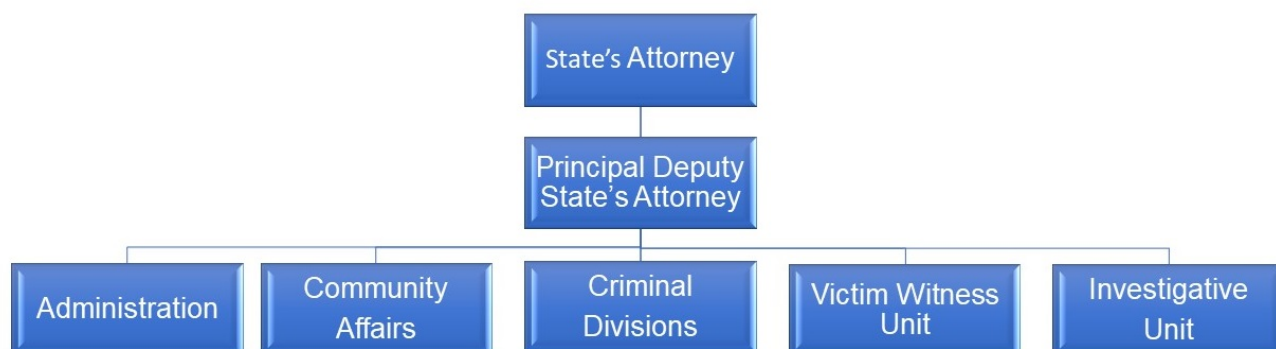 State's Attorney
Principal Deputy
State's Attorney
Administration
Community
Affairs
Criminal
Divisions
Victim Witness
Unit
Investigative
Unit